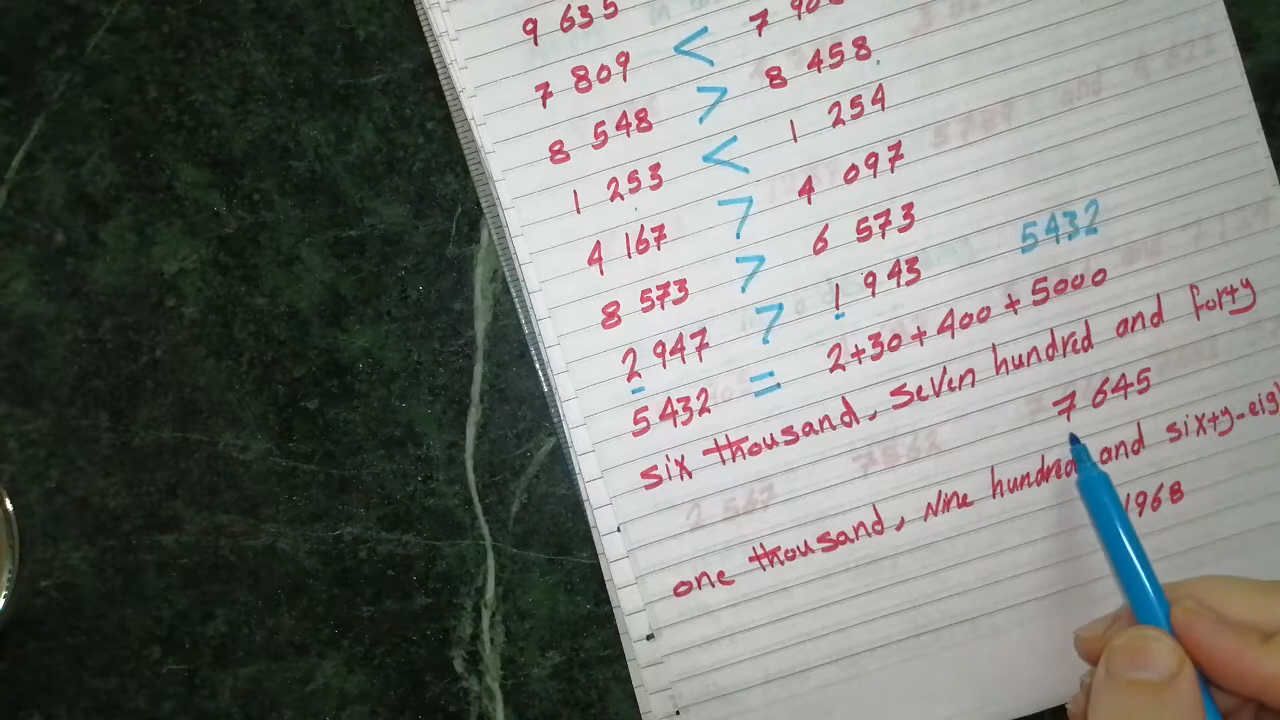 9 635
7 809 < 7 90
8 548 > 8 458
1 253 < 1 254
4 167 > 4 097
8 573 > 6 573
2 947 > 1 943
5432
5432 = 2+30+400+5000
six thousand, seven hundred and forty
7 645
one thousand, Nine hundred and sixty-eig
1968